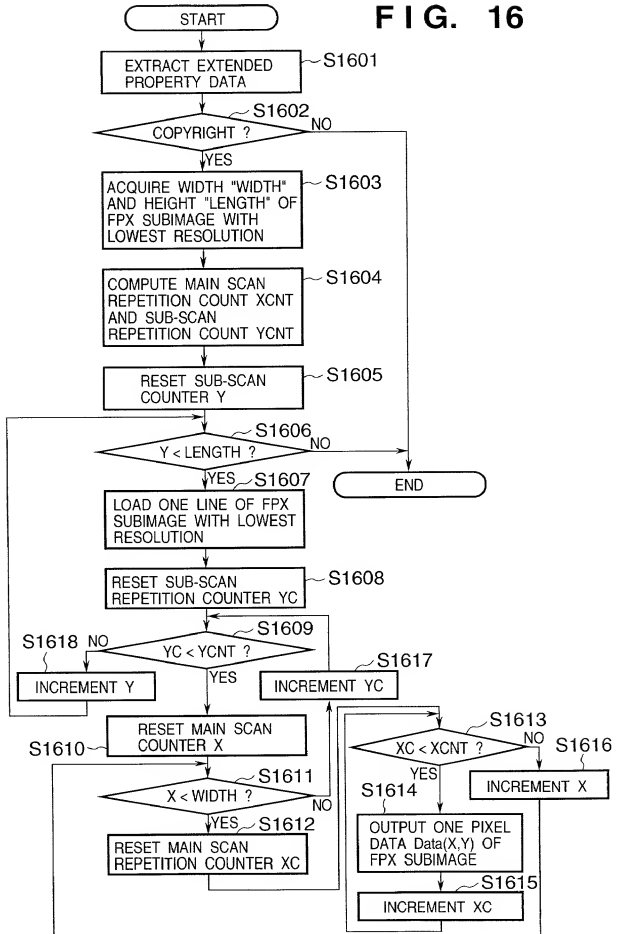 FIG. 16
START
EXTRACT EXTENDED
PROPERTY DATA
S1601
S1602
COPYRIGHT ?
NO
YES
ACQUIRE WIDTH "WIDTH"
AND HEIGHT "LENGTH" OF
FPX SUBIMAGE WITH
LOWEST RESOLUTION
S1603
COMPUTE MAIN SCAN
REPETITION COUNT XCNT
AND SUB-SCAN
REPETITION COUNT YCNT
S1604
RESET SUB-SCAN
COUNTER Y
S1605
S1606
Y < LENGTH ?
NO
YES
END
S1607
LOAD ONE LINE OF FPX
SUBIMAGE WITH LOWEST
RESOLUTION
RESET SUB-SCAN
REPETITION COUNTER YC
S1608
S1609
YC < YCNT ?
NO
YES
S1618
INCREMENT Y
S1617
INCREMENT YC
RESET MAIN SCAN
COUNTER X
S1610
S1611
X < WIDTH ?
NO
YES
S1612
RESET MAIN SCAN
REPETITION COUNTER XC
S1613
XC < XCNT ?
NO
YES
S1616
INCREMENT X
S1614
OUTPUT ONE PIXEL
DATA Data(X,Y) OF
FPX SUBIMAGE
S1615
INCREMENT XC